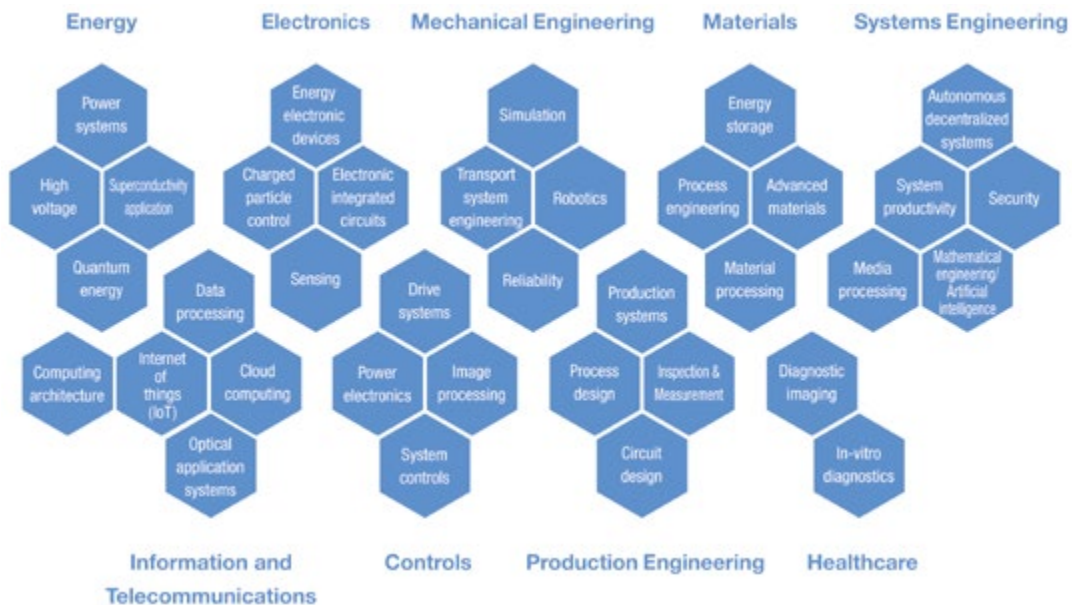 Energy
Electronics
Mechanical Engineering
Materials
Systems Engineering
Power
systems
High
voltage
Superconductivity
application
Quantum
energy
Energy
electronic
devices
Charged
particle
control
Electronic
integrated
circuits
Sensing
Simulation
Transport
system
engineering
Robotics
Reliability
Energy
storage
Process
engineering
Advanced
materials
Material
processing
Autonomous
decentralized
systems
System
productivity
Security
Media
processing
Mathematical
engineering/
Artificial
intelligence
Data
processing
Computing
architecture
Internet
of
things
(IoT)
Cloud
computing
Optical
application
systems
Drive
systems
Power
electronics
Image
processing
System
controls
Production
systems
Process
design
Inspection &
Measurement
Circuit
design
Diagnostic
imaging
In-vitro
diagnostics
Information and
Telecommunications
Controls
Production Engineering
Healthcare